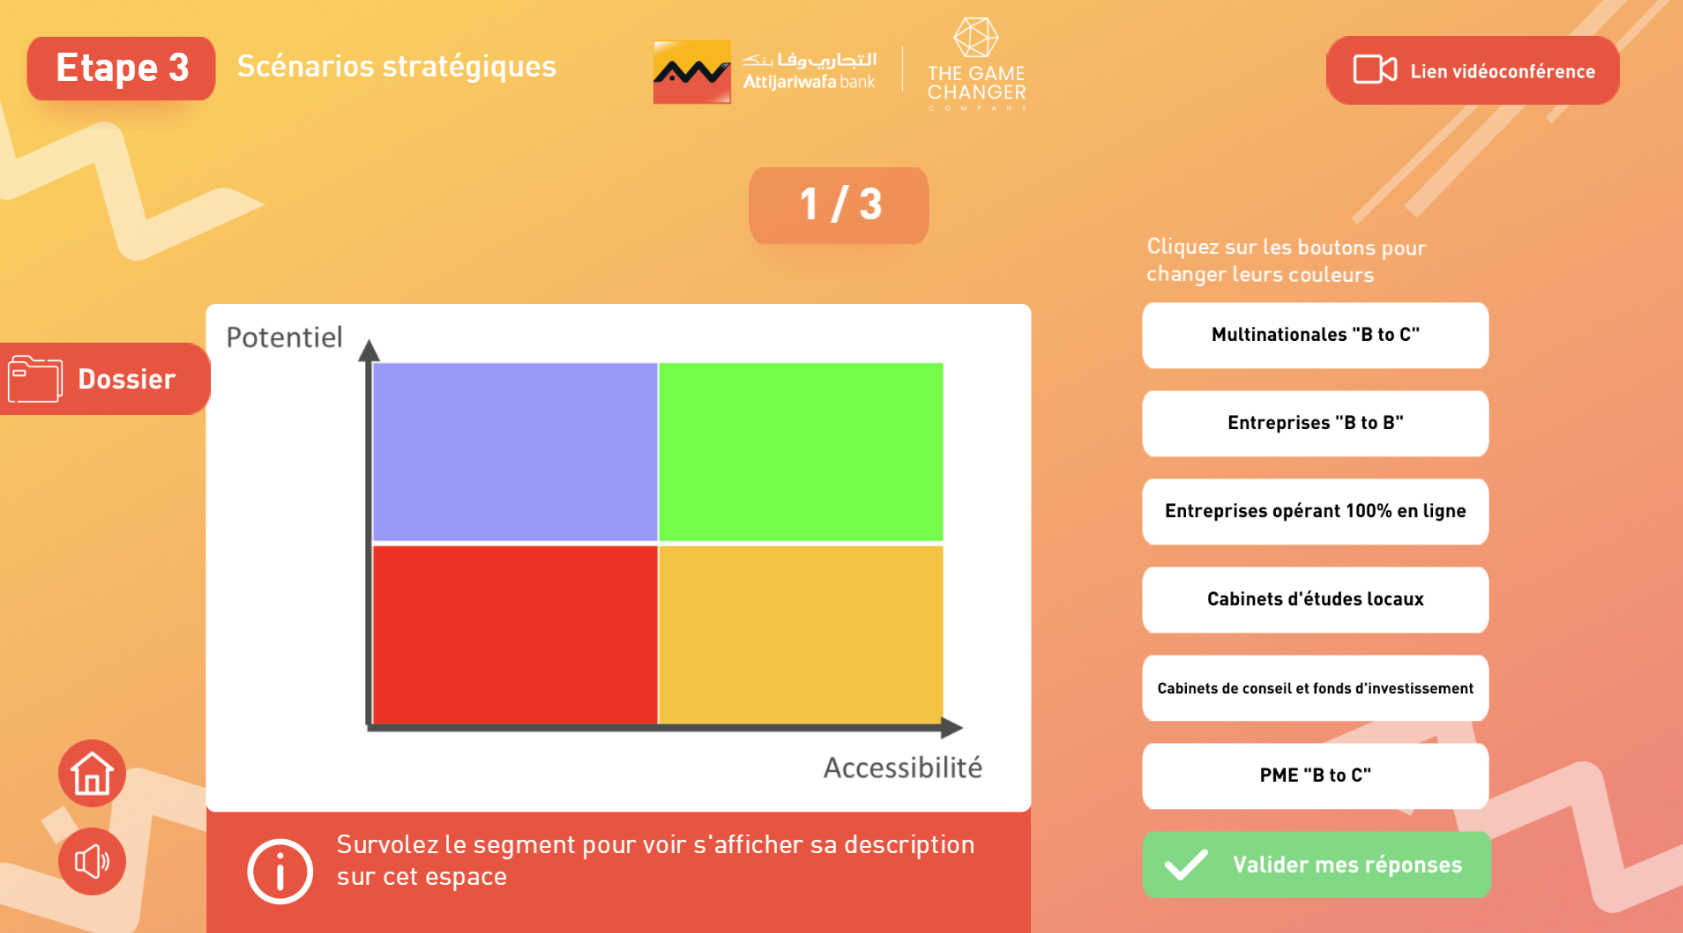 Etape 3
Scénarios stratégiques
التجاري وفا بنك
Attijariwafa bank
THE GAME
CHANGER
COMPANY
Lien vidéoconférence
1 / 3
Cliquez sur les boutons pour
changer leurs couleurs
Potentiel
Dossier
Accessibilité
Multinationales "B to C"
Entreprises "B to B"
Entreprises opérant 100% en ligne
Cabinets d'études locaux
Cabinets de conseil et fonds d'investissement
PME "B to C"
Valider mes réponses
Survolez le segment pour voir s'afficher sa description
sur cet espace